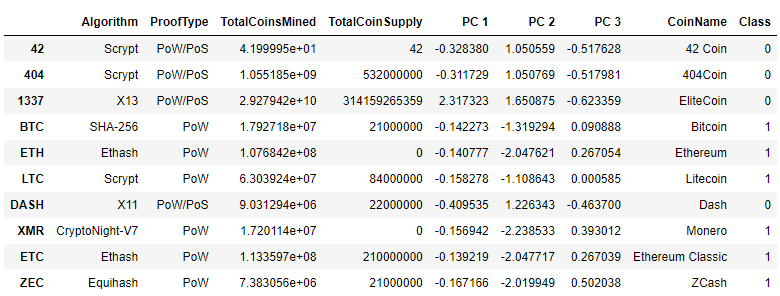 Algorithm ProofType TotalCoinsMined TotalCoinSupply PC 1 PC 2 PC 3 CoinName Class
42 Scrypt PoW/PoS 4.199995e+01 42 -0.328380 1.050559 -0.517628 42 Coin 0
404 Scrypt PoW/PoS 1.055185e+09 532000000 -0.311729 1.050769 -0.517981 404Coin 0
1337 X13 PoW/PoS 2.927942e+10 314159265359 2.317323 1.650875 -0.623359 EliteCoin 0
BTC SHA-256 PoW 1.792718e+07 21000000 -0.142273 -1.319294 0.090888 Bitcoin 1
ETH Ethash PoW 1.076842e+08 0 -0.140777 -2.047621 0.267054 Ethereum 1
LTC Scrypt PoW 6.303924e+07 84000000 -0.158278 -1.108643 0.000585 Litecoin 1
DASH X11 PoW/PoS 9.031294e+06 22000000 -0.409535 1.226343 -0.463700 Dash 0
XMR CryptoNight-V7 PoW 1.720114e+07 0 -0.156942 -2.238533 0.393012 Monero 1
ETC Ethash PoW 1.133597e+08 210000000 -0.139219 -2.047717 0.267039 Ethereum Classic 1
ZEC Equihash PoW 7.383056e+06 21000000 -0.167166 -2.019949 0.502038 ZCash 1